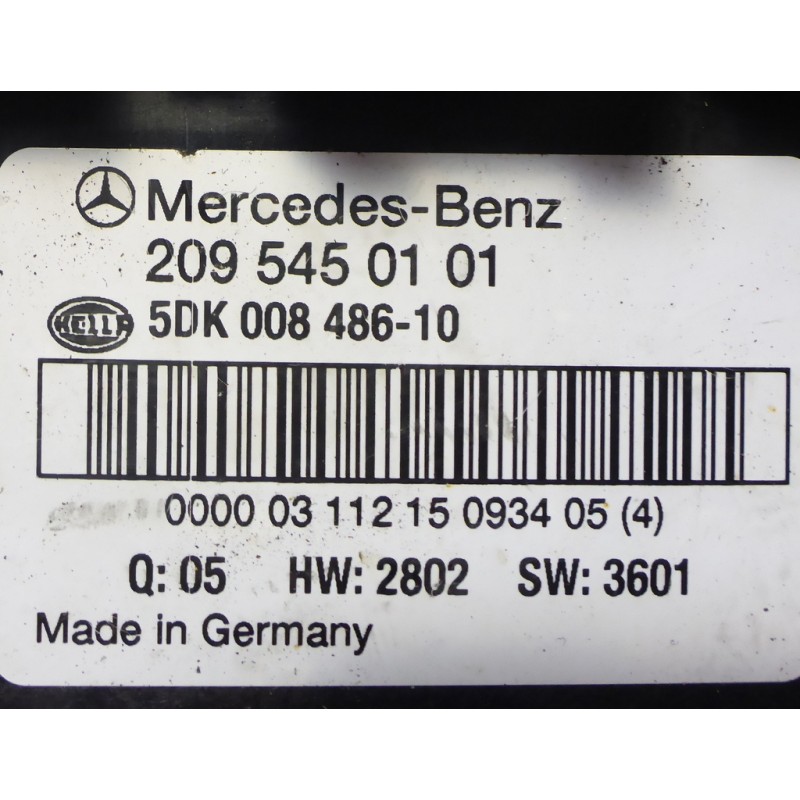 Mercedes-Benz
209 545 01 01
HELLA 5DK 008 486-10
0000 03 112 15 0934 05 (4)
Q: 05 HW: 2802 SW: 3601
Made in Germany